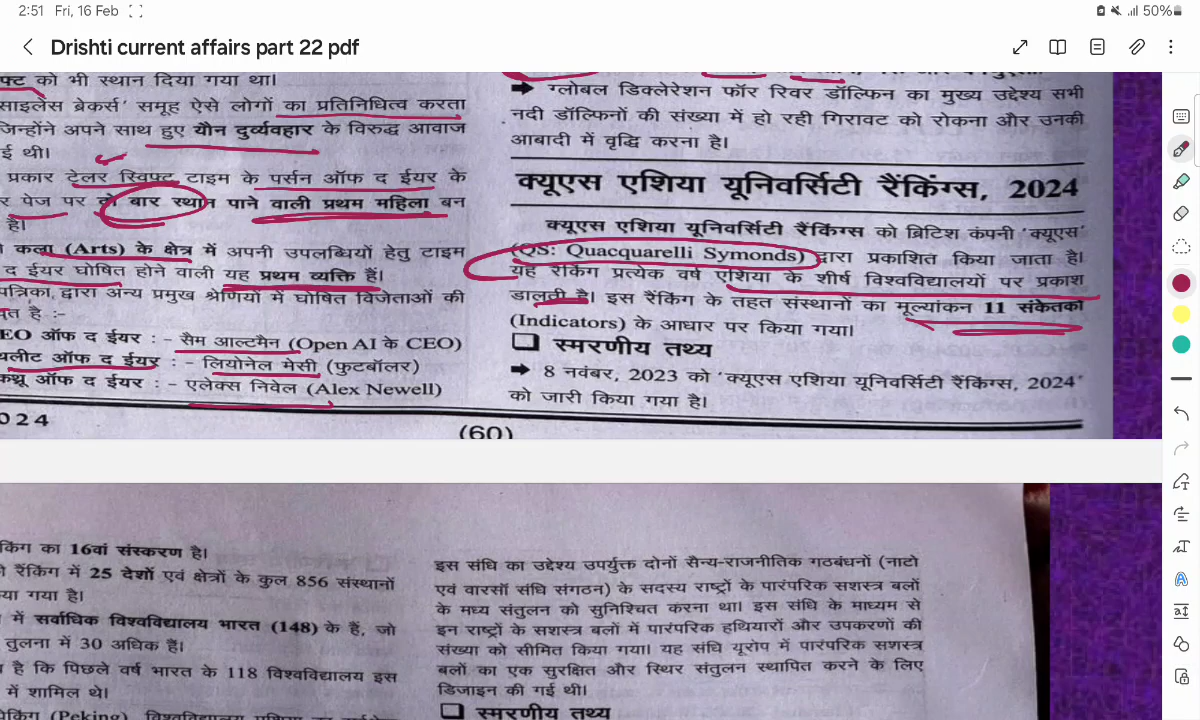 2:51 Fri, 16 Feb
50%
Drishti current affairs part 22 pdf
फ्ट को भी स्थान दिया गया था।
साइलेंस ब्रेकर्स' समूह ऐसे लोगों का प्रतिनिधित्व करता
जिन्होंने अपने साथ हुए यौन दुर्व्यवहार के विरुद्ध आवाज
ई थी।
प्रकार टेलर स्विफ्ट टाइम के पर्सन ऑफ द ईयर के
र पेज पर दो बार स्थान पाने वाली प्रथम महिला बन
है।
कला (Arts) के क्षेत्र में अपनी उपलब्धियों हेतु टाइम
द ईयर घोषित होने वाली यह प्रथम व्यक्ति हैं।
पत्रिका द्वारा अन्य प्रमुख श्रेणियों में घोषित विजेताओं की
त है :-
EO ऑफ द ईयर : - सैम आल्टमैन (Open AI के CEO)
थलीट ऑफ द ईयर : - लियोनेल मेसी (फुटबॉलर)
कथ्रू ऑफ द ईयर : - एलेक्स निवेल (Alex Newell)
024
(60)
➡ ग्लोबल डिक्लेरेशन फॉर रिवर डॉल्फिन का मुख्य उद्देश्य सभी
नदी डॉल्फिनों की संख्या में हो रही गिरावट को रोकना और उनकी
आबादी में वृद्धि करना है।
क्यूएस एशिया यूनिवर्सिटी रैंकिंग्स, 2024
क्यूएस एशिया यूनिवर्सिटी रैंकिंग्स को ब्रिटिश कंपनी 'क्यूएस'
(QS: Quacquarelli Symonds) द्वारा प्रकाशित किया जाता है।
यह रैंकिंग प्रत्येक वर्ष एशिया के शीर्ष विश्वविद्यालयों पर प्रकाश
डालती है। इस रैंकिंग के तहत संस्थानों का मूल्यांकन 11 संकेतकों
(Indicators) के आधार पर किया गया।
❑ स्मरणीय तथ्य
➡ 8 नवंबर, 2023 को 'क्यूएस एशिया यूनिवर्सिटी रैंकिंग्स, 2024'
को जारी किया गया है।
किंग का 16वां संस्करण है।
रैंकिंग में 25 देशों एवं क्षेत्रों के कुल 856 संस्थानों
या गया है।
में सर्वाधिक विश्वविद्यालय भारत (148) के हैं, जो
तुलना में 30 अधिक हैं।
है कि पिछले वर्ष भारत के 118 विश्वविद्यालय इस
में शामिल थे।
पेकिंग (Peking) विश्वविद्यालय
इस संधि का उद्देश्य उपर्युक्त दोनों सैन्य-राजनीतिक गठबंधनों (नाटो
एवं वारसॉ संधि संगठन) के सदस्य राष्ट्रों के पारंपरिक सशस्त्र बलों
के मध्य संतुलन को सुनिश्चित करना था। इस संधि के माध्यम से
इन राष्ट्रों के सशस्त्र बलों में पारंपरिक हथियारों और उपकरणों की
संख्या को सीमित किया गया। यह संधि यूरोप में पारंपरिक सशस्त्र
बलों का एक सुरक्षित और स्थिर संतुलन स्थापित करने के लिए
डिजाइन की गई थी।
❑ स्मरणीय तथ्य